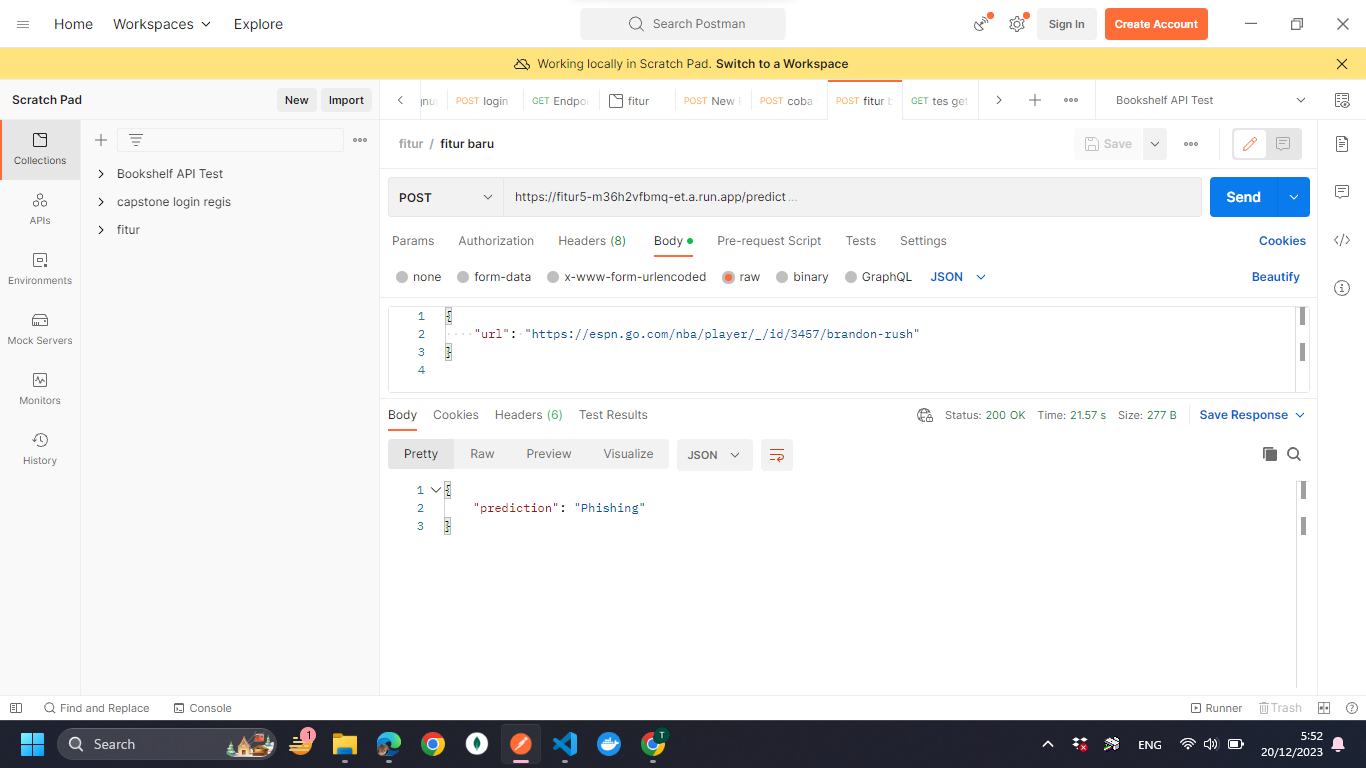 Home Workspaces Explore Search Postman Sign In Create Account
Working locally in Scratch Pad. Switch to a Workspace
Scratch Pad New Import POST login GET Endpoi fitur POST New POST coba POST fitur b GET tes get Bookshelf API Test
Collections
APIs
Environments
Mock Servers
Monitors
History
Bookshelf API Test
capstone login regis
fitur
fitur / fitur baru Save
POST https://fitur5-m36h2vfbmq-et.a.run.app/predict ... Send
Params Authorization Headers (8) Body Pre-request Script Tests Settings Cookies
none form-data x-www-form-urlencoded raw binary GraphQL JSON Beautify
1 {
2 "url": "https://espn.go.com/nba/player/_/id/3457/brandon-rush"
3 }
4
Body Cookies Headers (6) Test Results Status: 200 OK Time: 21.57 s Size: 277 B Save Response
Pretty Raw Preview Visualize JSON
1 {
2 "prediction": "Phishing"
3 }
Find and Replace Console Runner Trash
Search 1 T ENG 5:52
20/12/2023